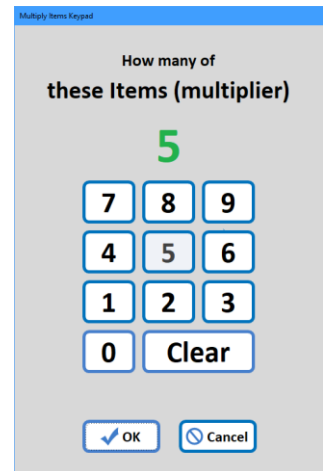 Multiply Items Keypad
How many of
these Items (multiplier)
5
7 8 9
4 5 6
1 2 3
0 Clear
OK Cancel